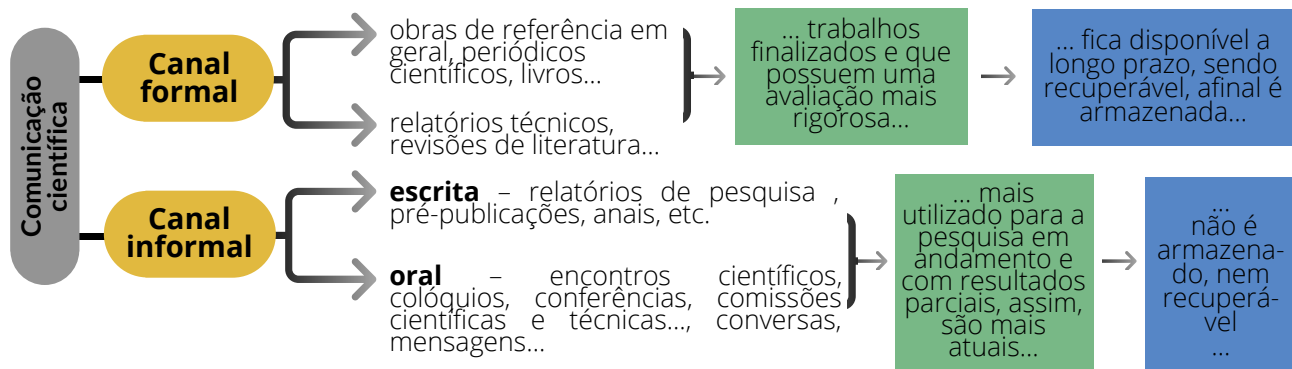 Comunicação
científica
Canal
formal
obras de referência em
geral, periódicos
científicos, livros...
relatórios técnicos,
revisões de literatura...
... trabalhos
finalizados e que
possuem uma
avaliação mais
rigorosa...
... fica disponível a
longo prazo, sendo
recuperável, afinal é
armazenada...
Canal
informal
escrita – relatórios de pesquisa ,
pré-publicações, anais, etc.
oral – encontros científicos,
colóquios, conferências, comissões
científicas e técnicas..., conversas,
mensagens...
... mais
utilizado para a
pesquisa em
andamento e
com resultados
parciais, assim,
são mais
atuais...
...
não é
armazena-
do, nem
recuperá-
vel
...